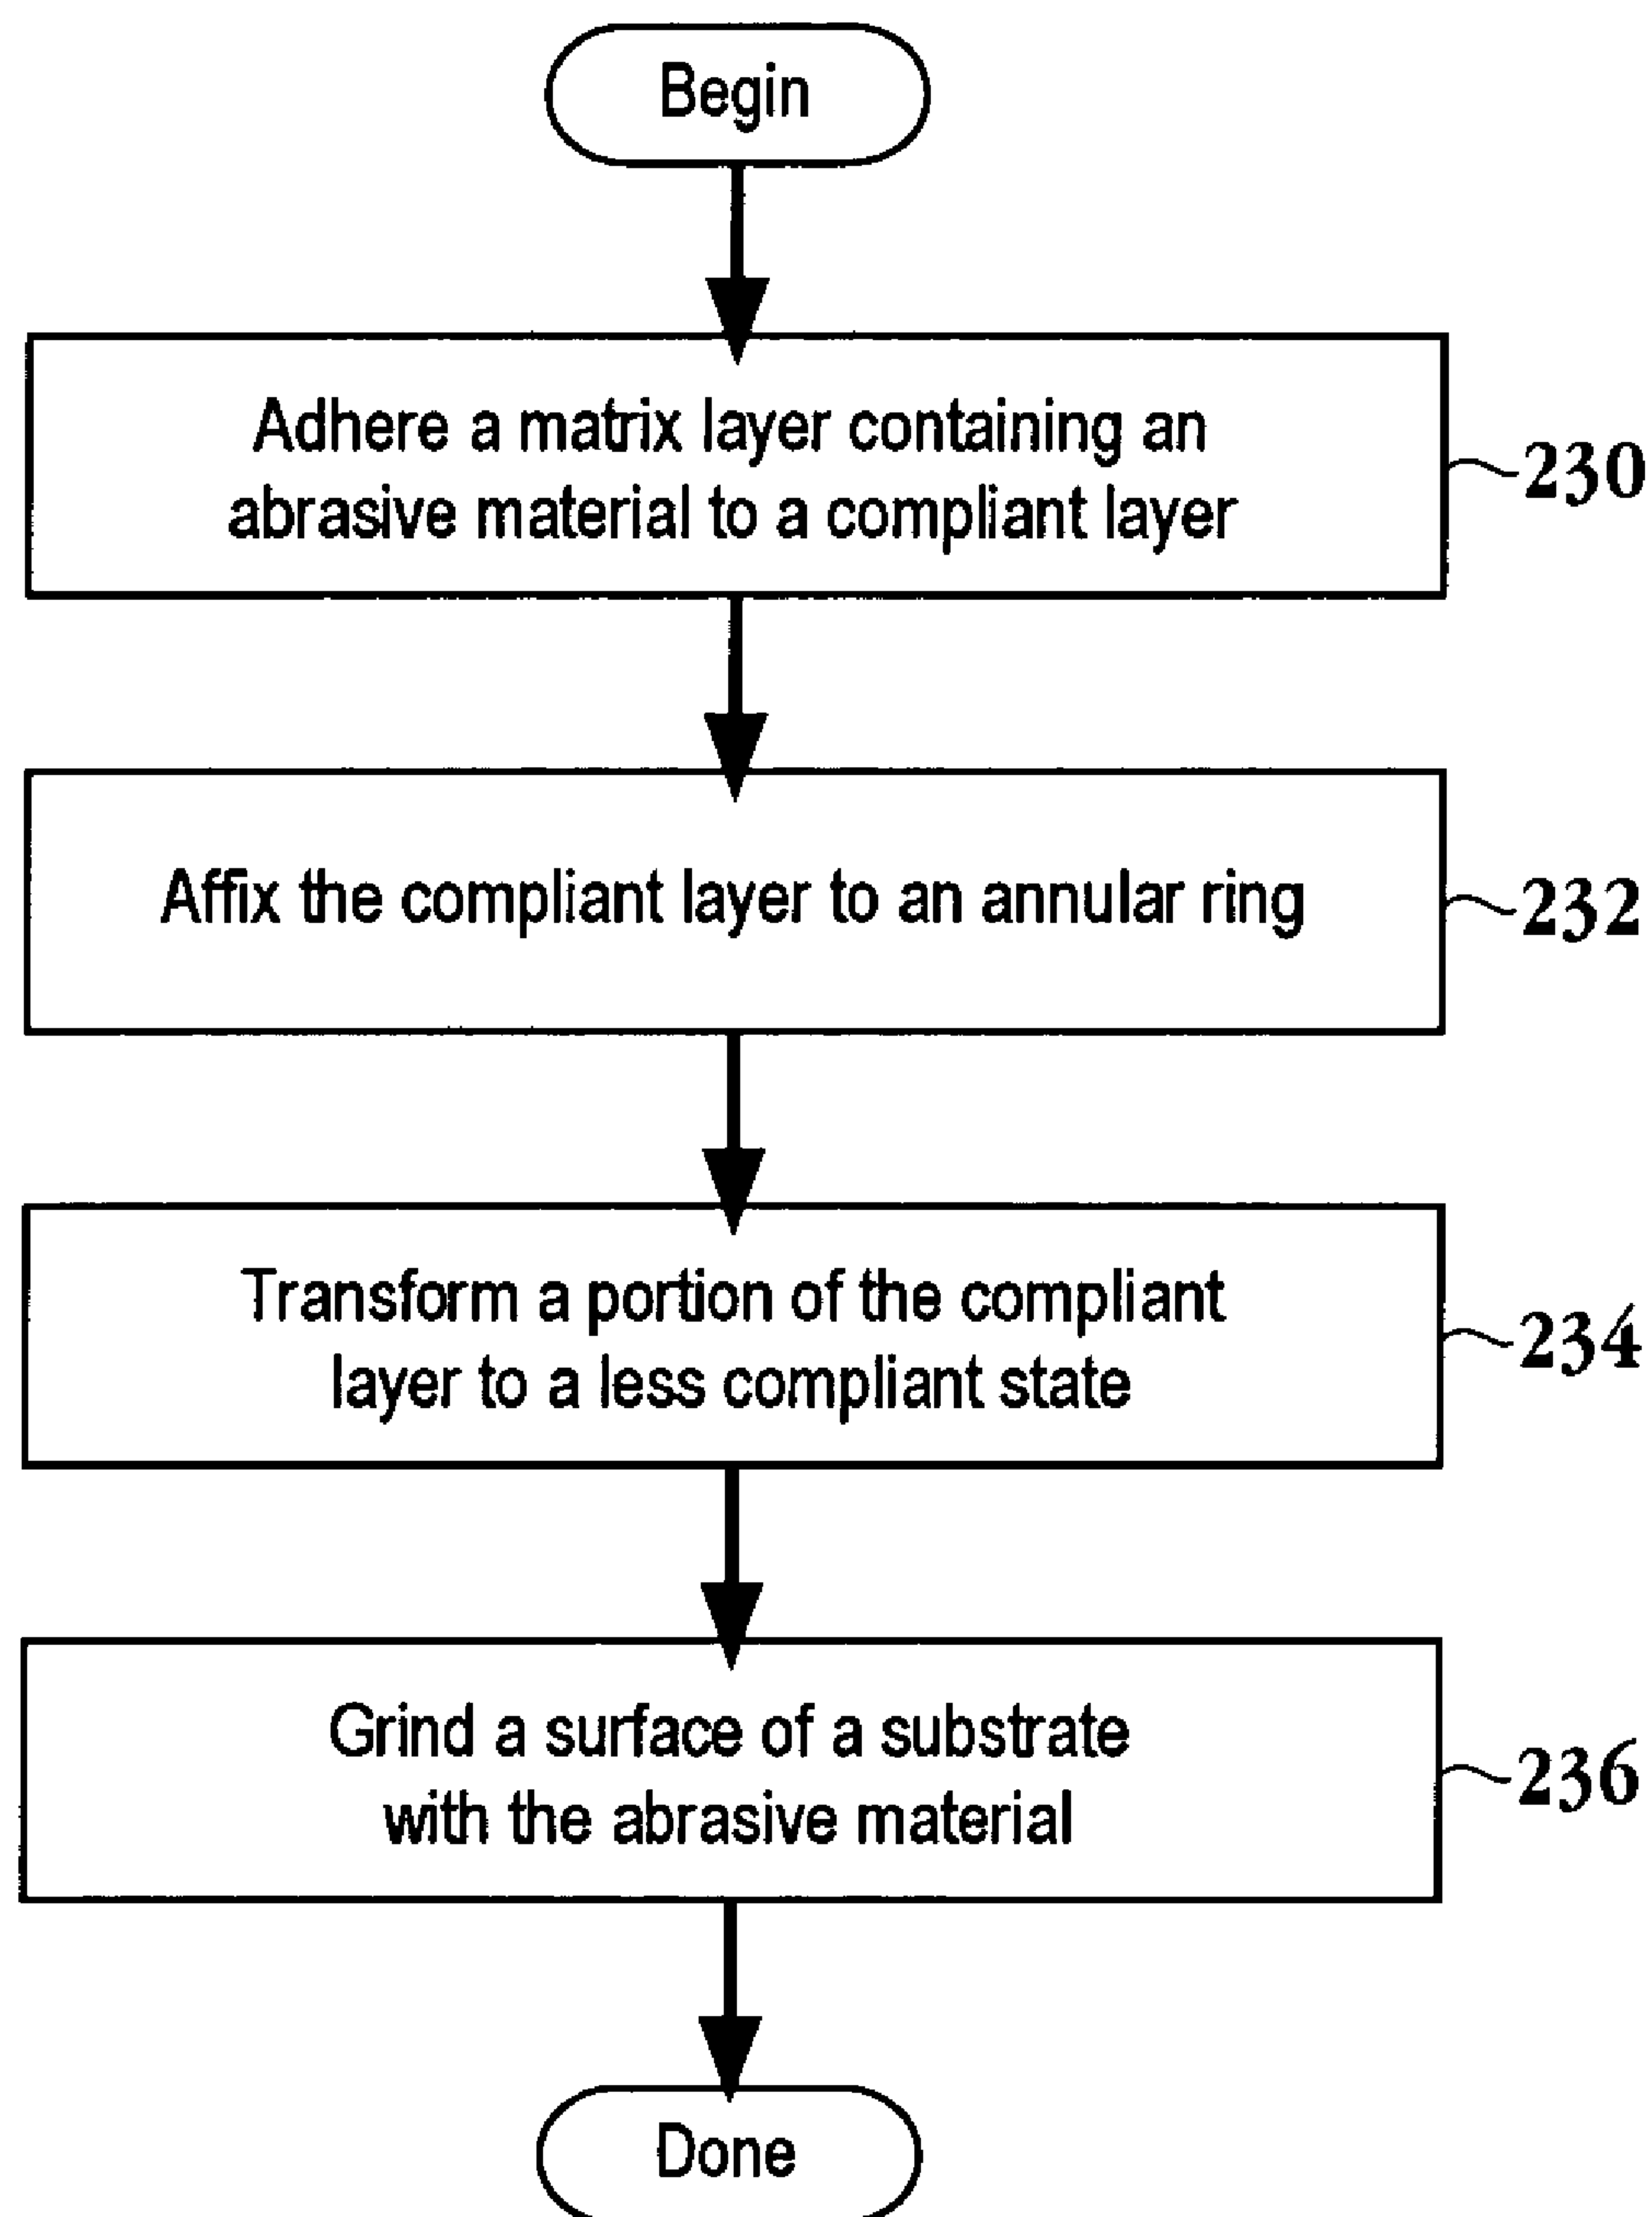 Begin
Adhere a matrix layer containing an
abrasive material to a compliant layer
230
Affix the compliant layer to an annular ring
232
Transform a portion of the compliant
layer to a less compliant state
234
Grind a surface of a substrate
with the abrasive material
236
Done